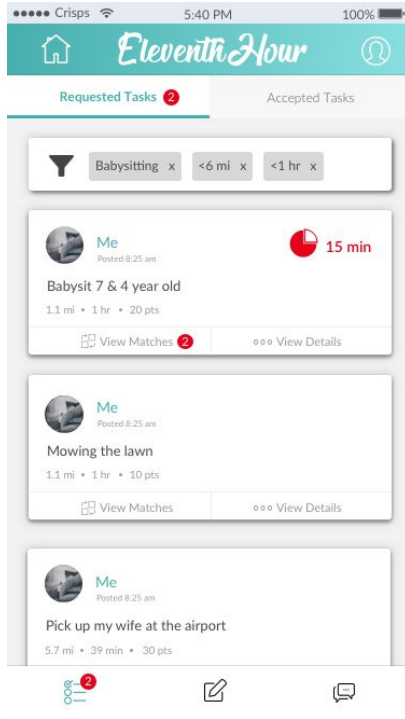 Crisps 5:40 PM 100%
Eleventh Hour
Requested Tasks 2 Accepted Tasks
Babysitting x <6 mi x <1 hr x
Me 15 min
Posted 8:25 am
Babysit 7 & 4 year old
1.1 mi • 1 hr • 20 pts
View Matches 2 View Details
Me
Posted 8:25 am
Mowing the lawn
1.1 mi • 1 hr • 10 pts
View Matches View Details
Me
Posted 8:25 am
Pick up my wife at the airport
5.7 mi • 39 min • 30 pts
2